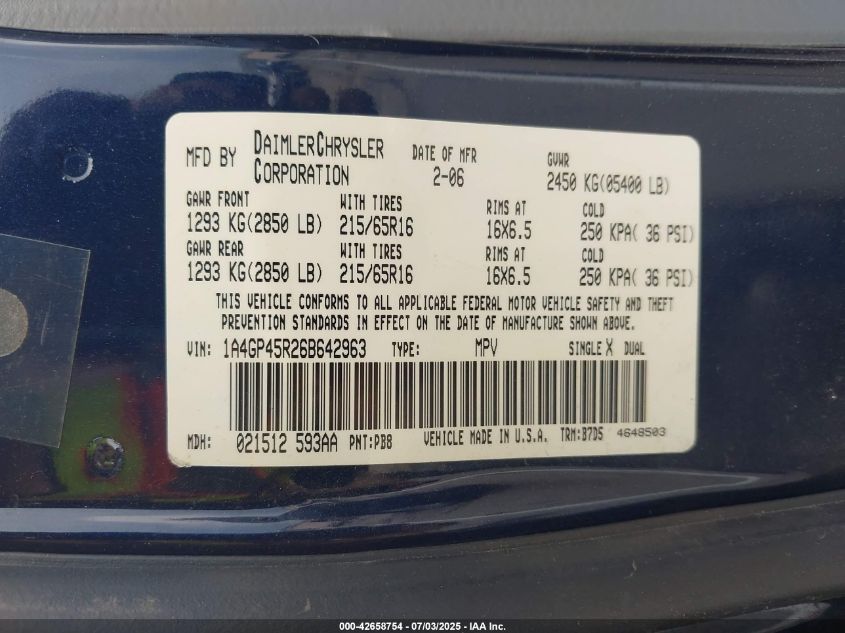 MFD BY DAIMLERCHRYSLER CORPORATION DATE OF MFR 2-06 GVWR 2450 KG(05400 LB)
GAWR FRONT WITH TIRES RIMS AT COLD
1293 KG(2850 LB) 215/65R16 16X6.5 250 KPA( 36 PSI)
GAWR REAR WITH TIRES RIMS AT COLD
1293 KG(2850 LB) 215/65R16 16X6.5 250 KPA( 36 PSI)
THIS VEHICLE CONFORMS TO ALL APPLICABLE FEDERAL MOTOR VEHICLE SAFETY AND THEFT
PREVENTION STANDARDS IN EFFECT ON THE DATE OF MANUFACTURE SHOWN ABOVE.
VIN: 1A4GP45R26B642963 TYPE: MPV SINGLE X DUAL
MDH: 021512 593AA PNT:PB8 VEHICLE MADE IN U.S.A. TRM:B7D5 4648503
000-42658754 - 07/03/2025 - IAA Inc.